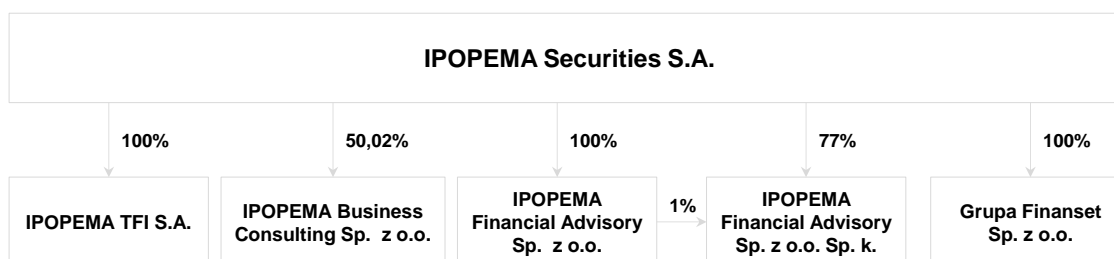 IPOPEMA Securities S.A.
100%
50,02%
100%
77%
100%
IPOPEMA TFI S.A.
IPOPEMA Business
Consulting Sp. z o.o.
IPOPEMA
Financial Advisory
Sp. z o.o.
1%
IPOPEMA
Financial Advisory
Sp. z o.o. Sp. k.
Grupa Finanset
Sp. z o.o.